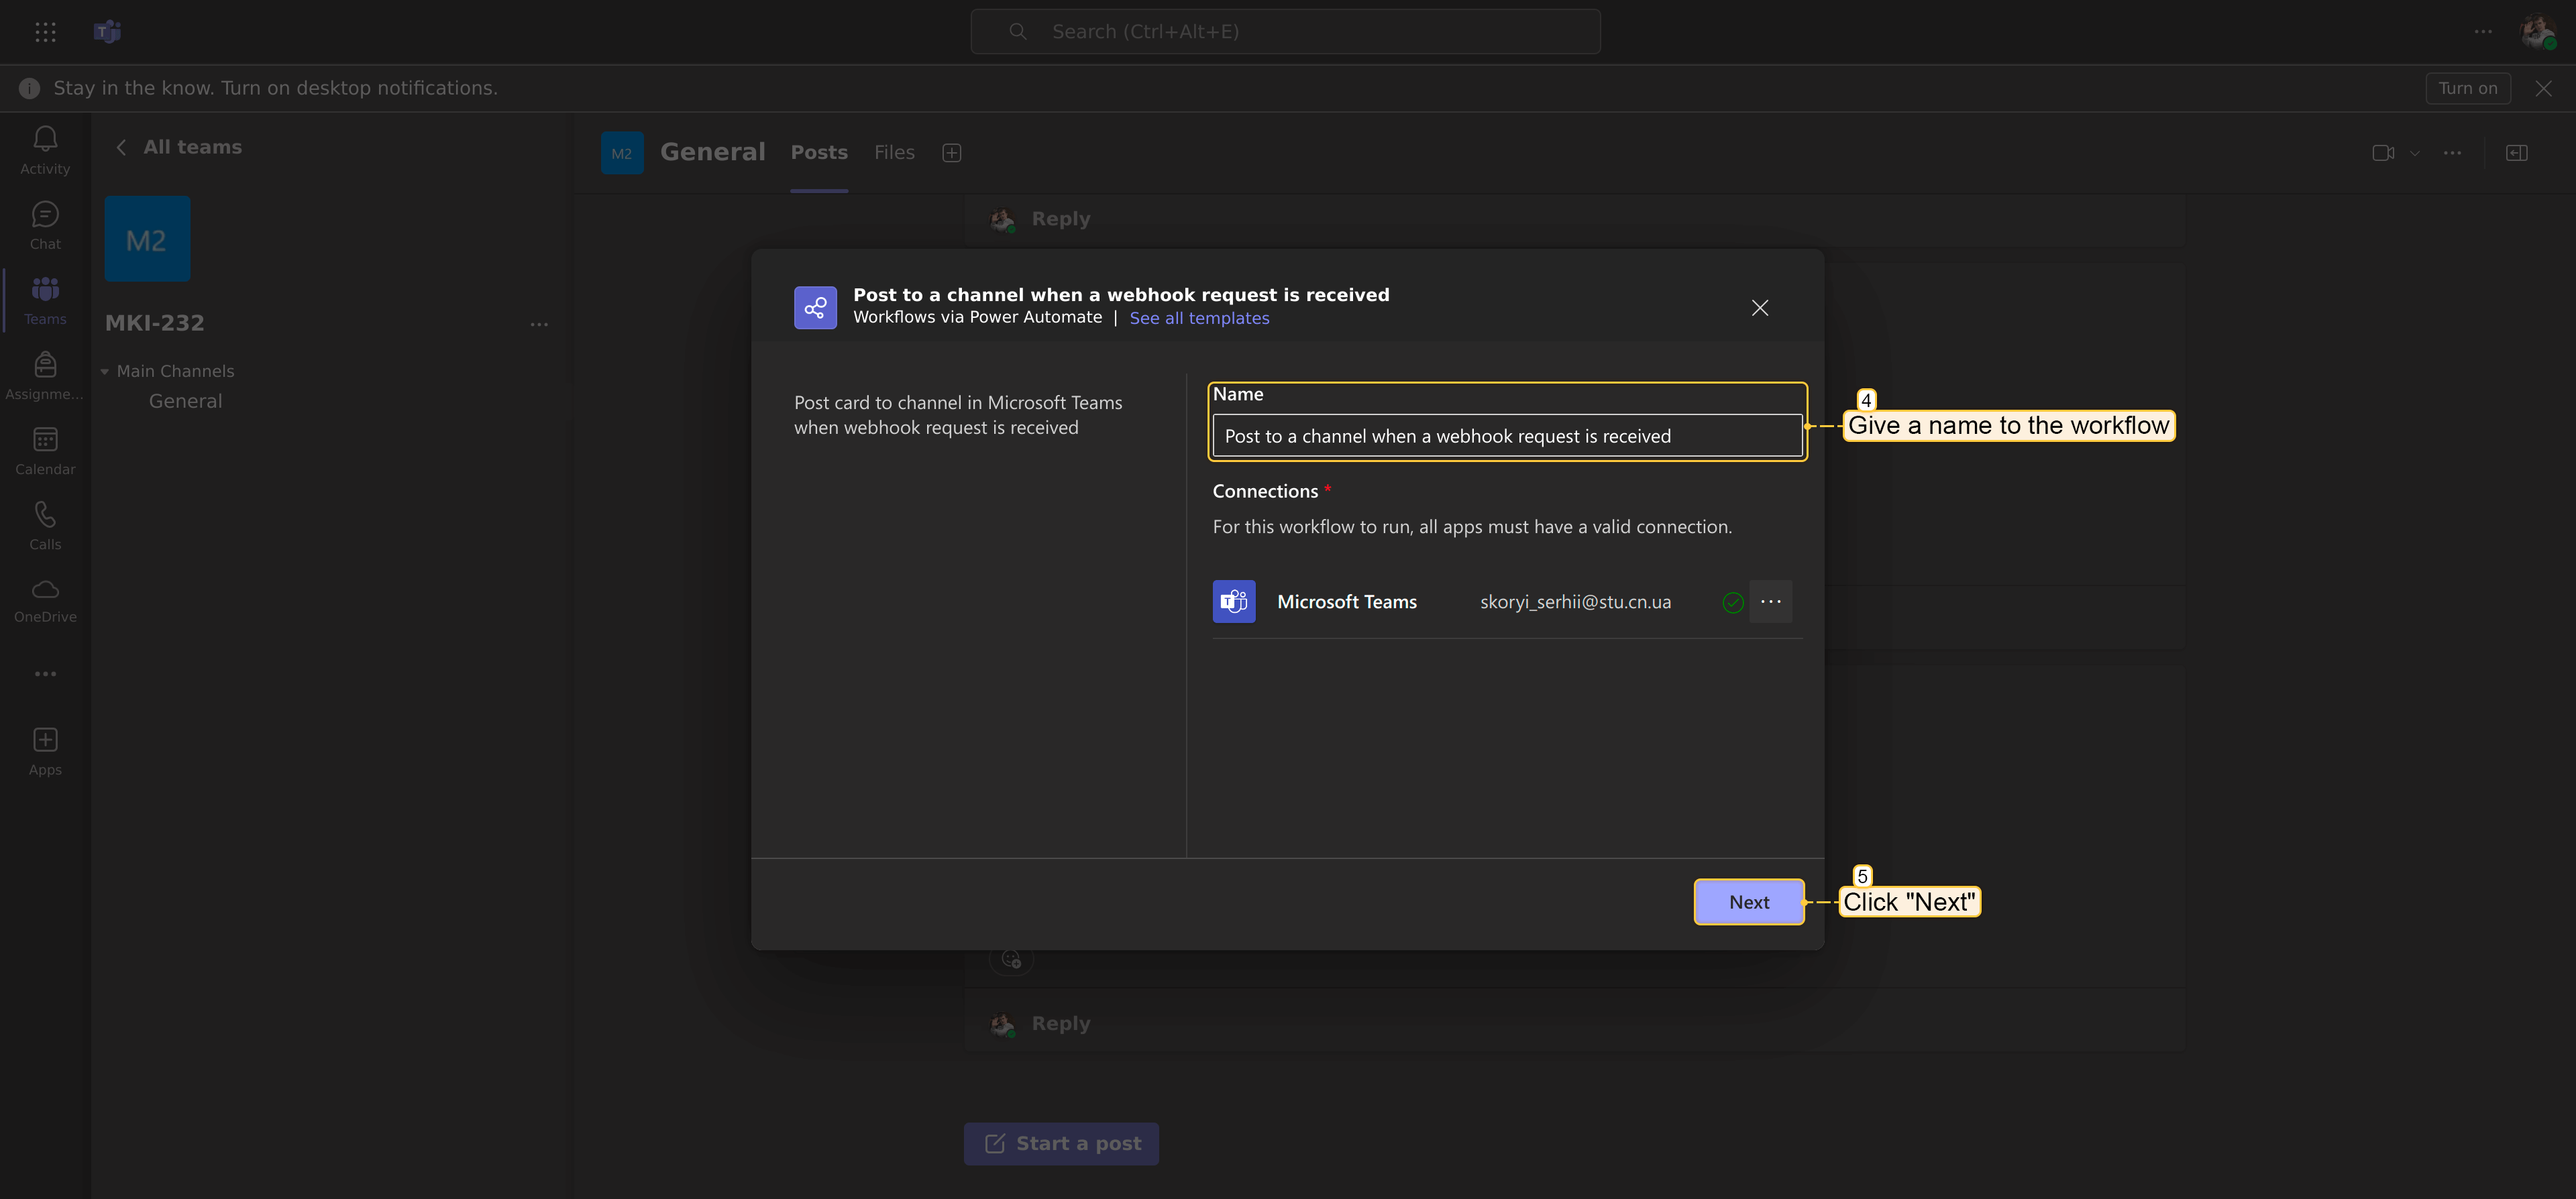 Search (Ctrl+Alt+E)
Stay in the know. Turn on desktop notifications.
Turn on
Activity
Chat
Teams
Assignme...
Calendar
Calls
OneDrive
Apps
All teams
M2
MKI-232
Main Channels
General
M2
General
Posts
Files
Reply
Post to a channel when a webhook request is received
Workflows via Power Automate | See all templates
Post card to channel in Microsoft Teams
when webhook request is received
Name
Post to a channel when a webhook request is received
4
Give a name to the workflow
Connections *
For this workflow to run, all apps must have a valid connection.
Microsoft Teams
skoryi_serhii@stu.cn.ua
Next
5
Click "Next"
Reply
Start a post